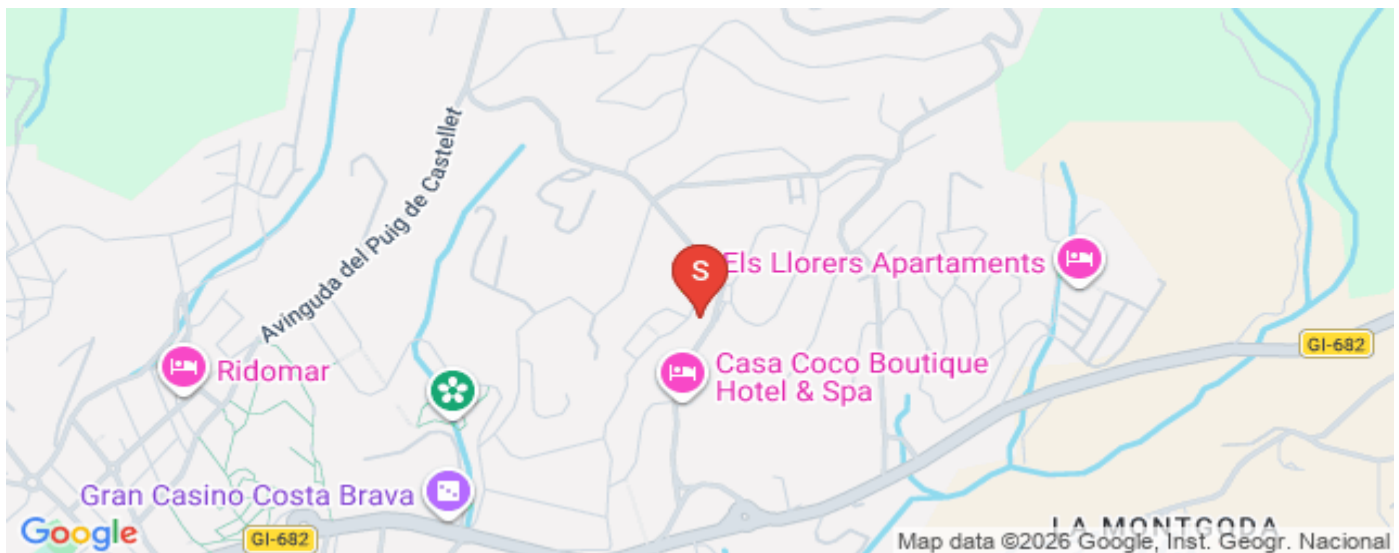 Avinguda del Puig de Castellet
S
Els Llorers Apartaments
GI-682
Ridomar
Casa Coco Boutique
Hotel & Spa
Gran Casino Costa Brava
GI-682
LA MONTGODA
Google
Map data ©2026 Google, Inst. Geogr. Nacional